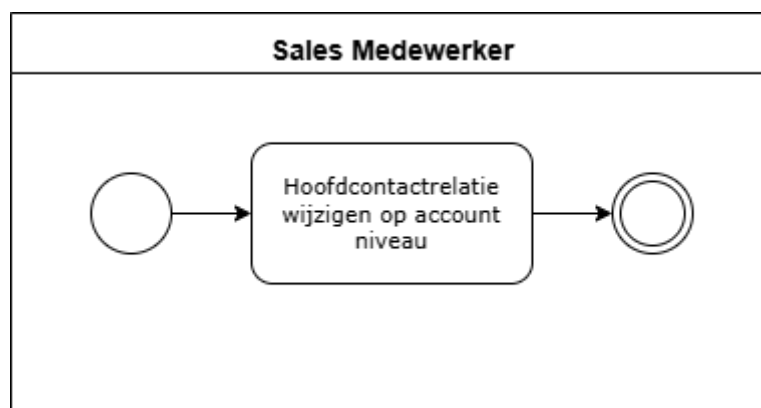 Sales Medewerker
Hoofdcontactrelatie
wijzigen op account
niveau